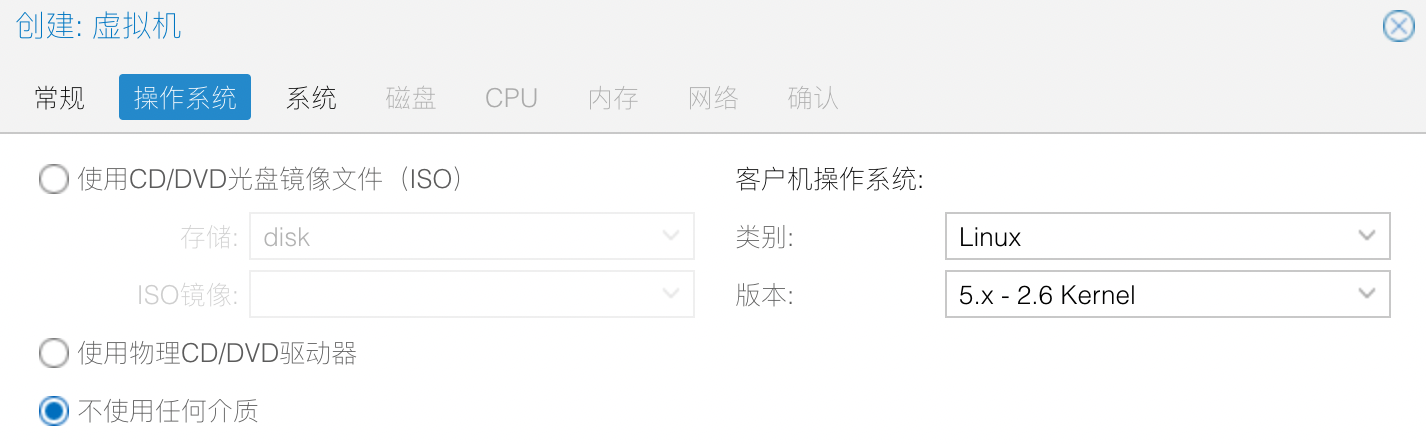 创建: 虚拟机
常规 操作系统 系统 磁盘 CPU 内存 网络 确认
使用CD/DVD光盘镜像文件（ISO） 客户机操作系统:
存储: disk 类别: Linux
ISO镜像: 版本: 5.x - 2.6 Kernel
使用物理CD/DVD驱动器
不使用任何介质